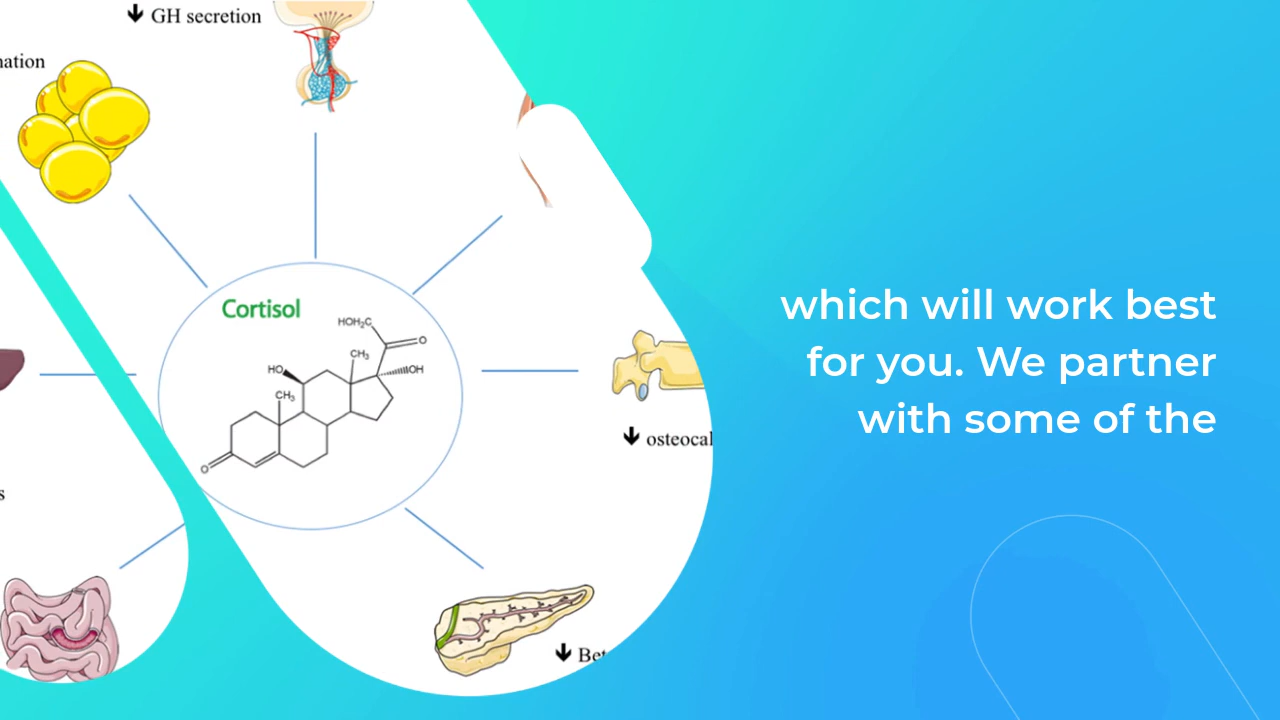 ↓ GH secretion
nation
Cortisol
HOH₂C
O
CH₃
HO
OH
CH₃
O
↓ osteocal
s
↓ Bet
which will work best
for you. We partner
with some of the